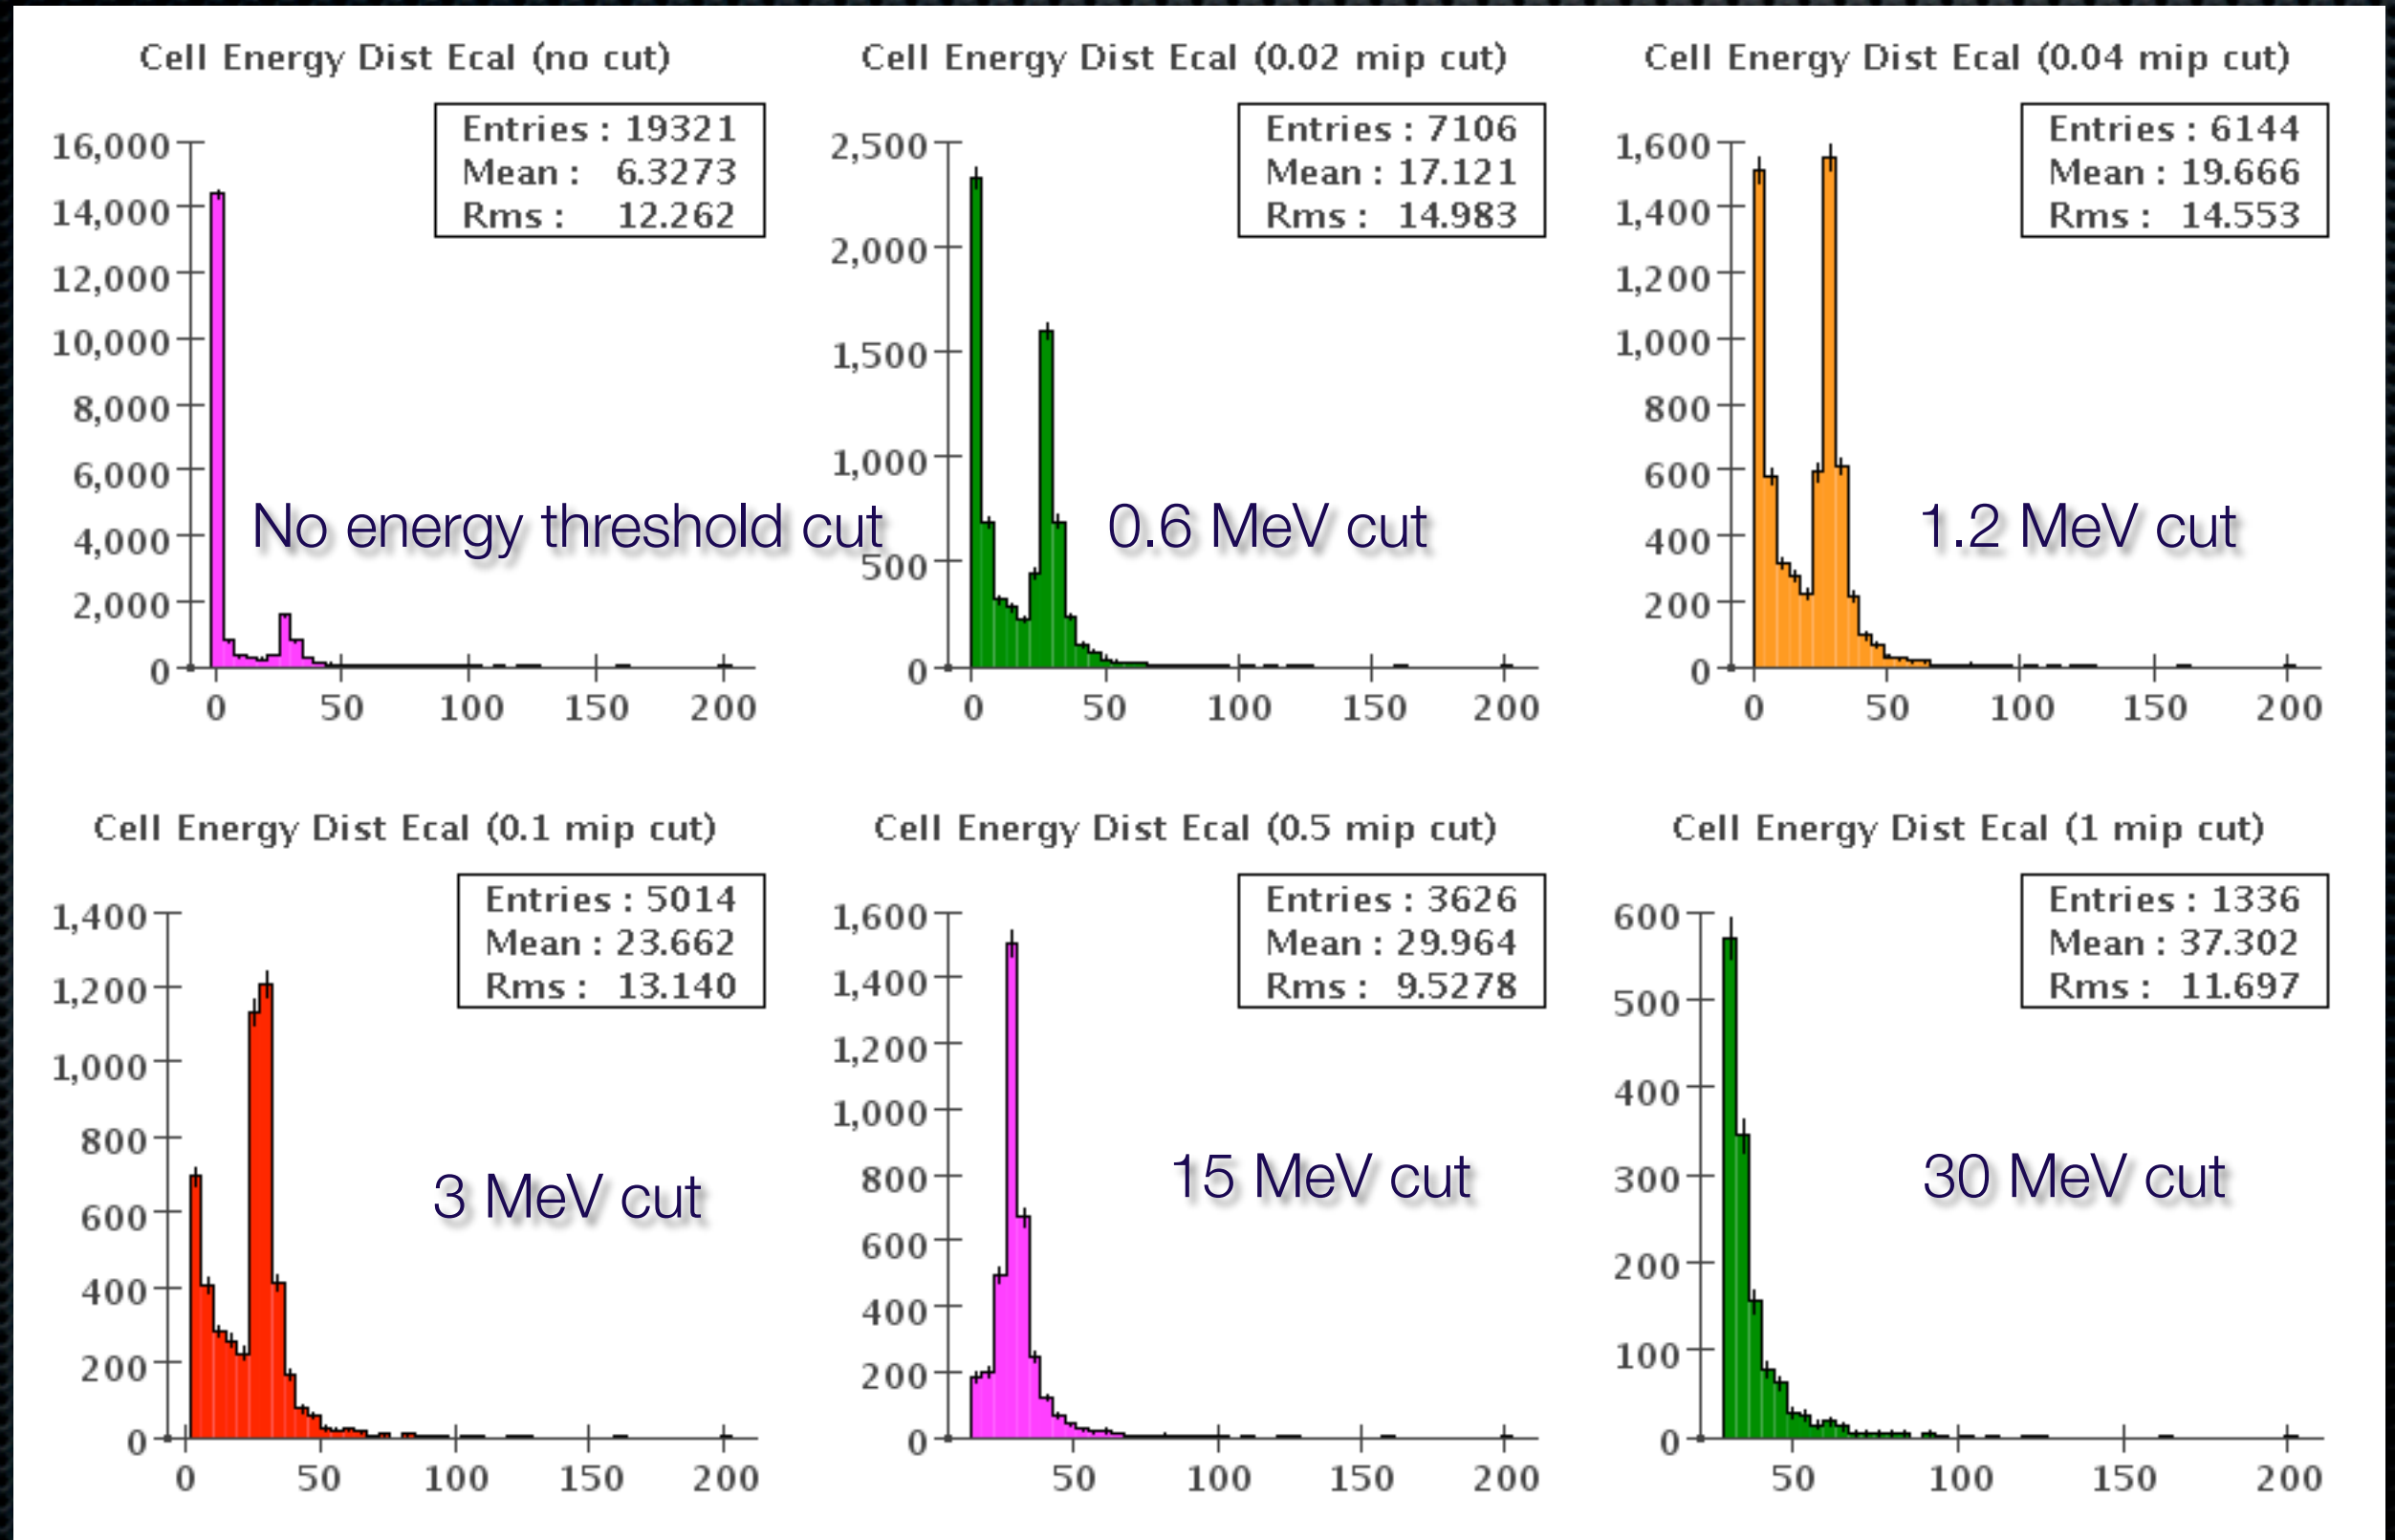 Cell Energy Dist Ecal (no cut)
Entries : 19321
Mean : 6.3273
Rms : 12.262
16,000
14,000
12,000
10,000
8,000
6,000
4,000
2,000
0
No energy threshold cut
0 50 100 150 200
Cell Energy Dist Ecal (0.02 mip cut)
Entries : 7106
Mean : 17.121
Rms : 14.983
2,500
2,000
1,500
1,000
500
0
0.6 MeV cut
0 50 100 150 200
Cell Energy Dist Ecal (0.04 mip cut)
Entries : 6144
Mean : 19.666
Rms : 14.553
1,600
1,400
1,200
1,000
800
600
400
200
0
1.2 MeV cut
0 50 100 150 200
Cell Energy Dist Ecal (0.1 mip cut)
Entries : 5014
Mean : 23.662
Rms : 13.140
1,400
1,200
1,000
800
600
400
200
0
3 MeV cut
0 50 100 150 200
Cell Energy Dist Ecal (0.5 mip cut)
Entries : 3626
Mean : 29.964
Rms : 9.5278
1,600
1,400
1,200
1,000
800
600
400
200
0
15 MeV cut
50 100 150 200
Cell Energy Dist Ecal (1 mip cut)
Entries : 1336
Mean : 37.302
Rms : 11.697
600
500
400
300
200
100
0
30 MeV cut
50 100 150 200